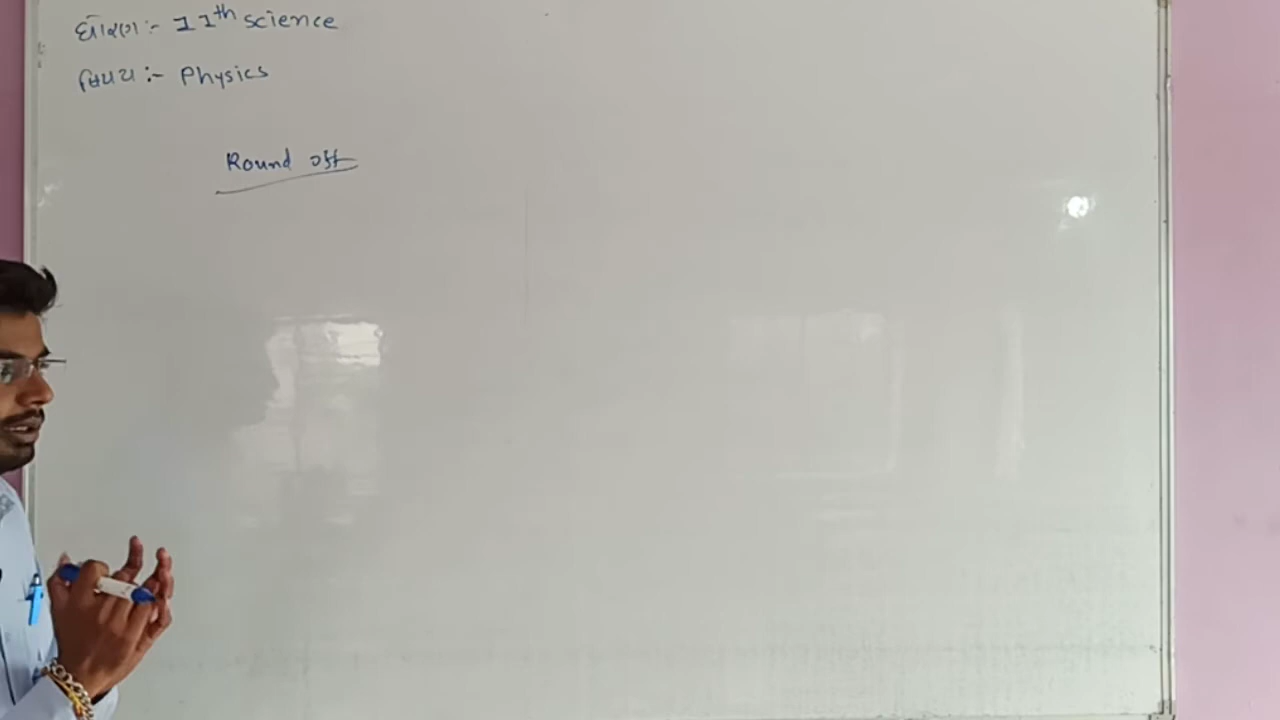 ધોરણ :- 11th science
વિષય :- Physics
Round off